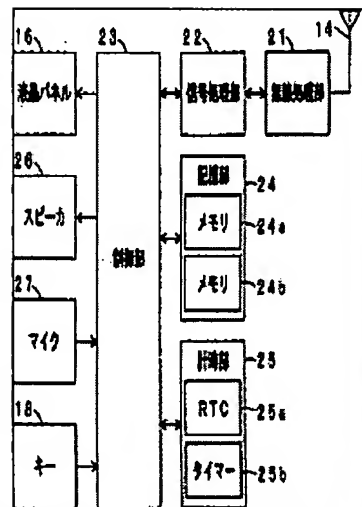 16
23
22
21
14
液晶パネル
信号処理部
無線処理部
26
スピーカ
制御部
記憶部
24
メモリ
24a
メモリ
24b
27
マイク
計時部
25
RTC
25a
18
キー
タイマー
25b